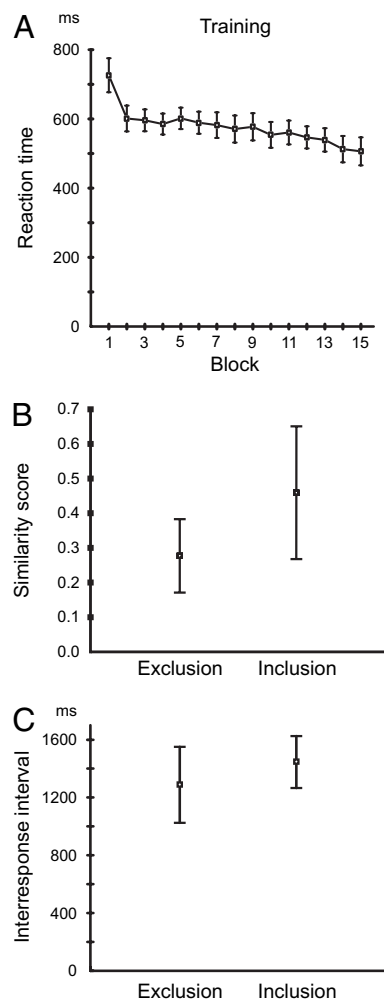 A
ms
Training
800
600
400
200
0
Reaction time
1 3 5 7 9 11 13 15
Block
B
0.7
0.6
0.5
0.4
0.3
0.2
0.1
0.0
Similarity score
Exclusion Inclusion
C
ms
1600
1200
800
400
0
Interresponse interval
Exclusion Inclusion